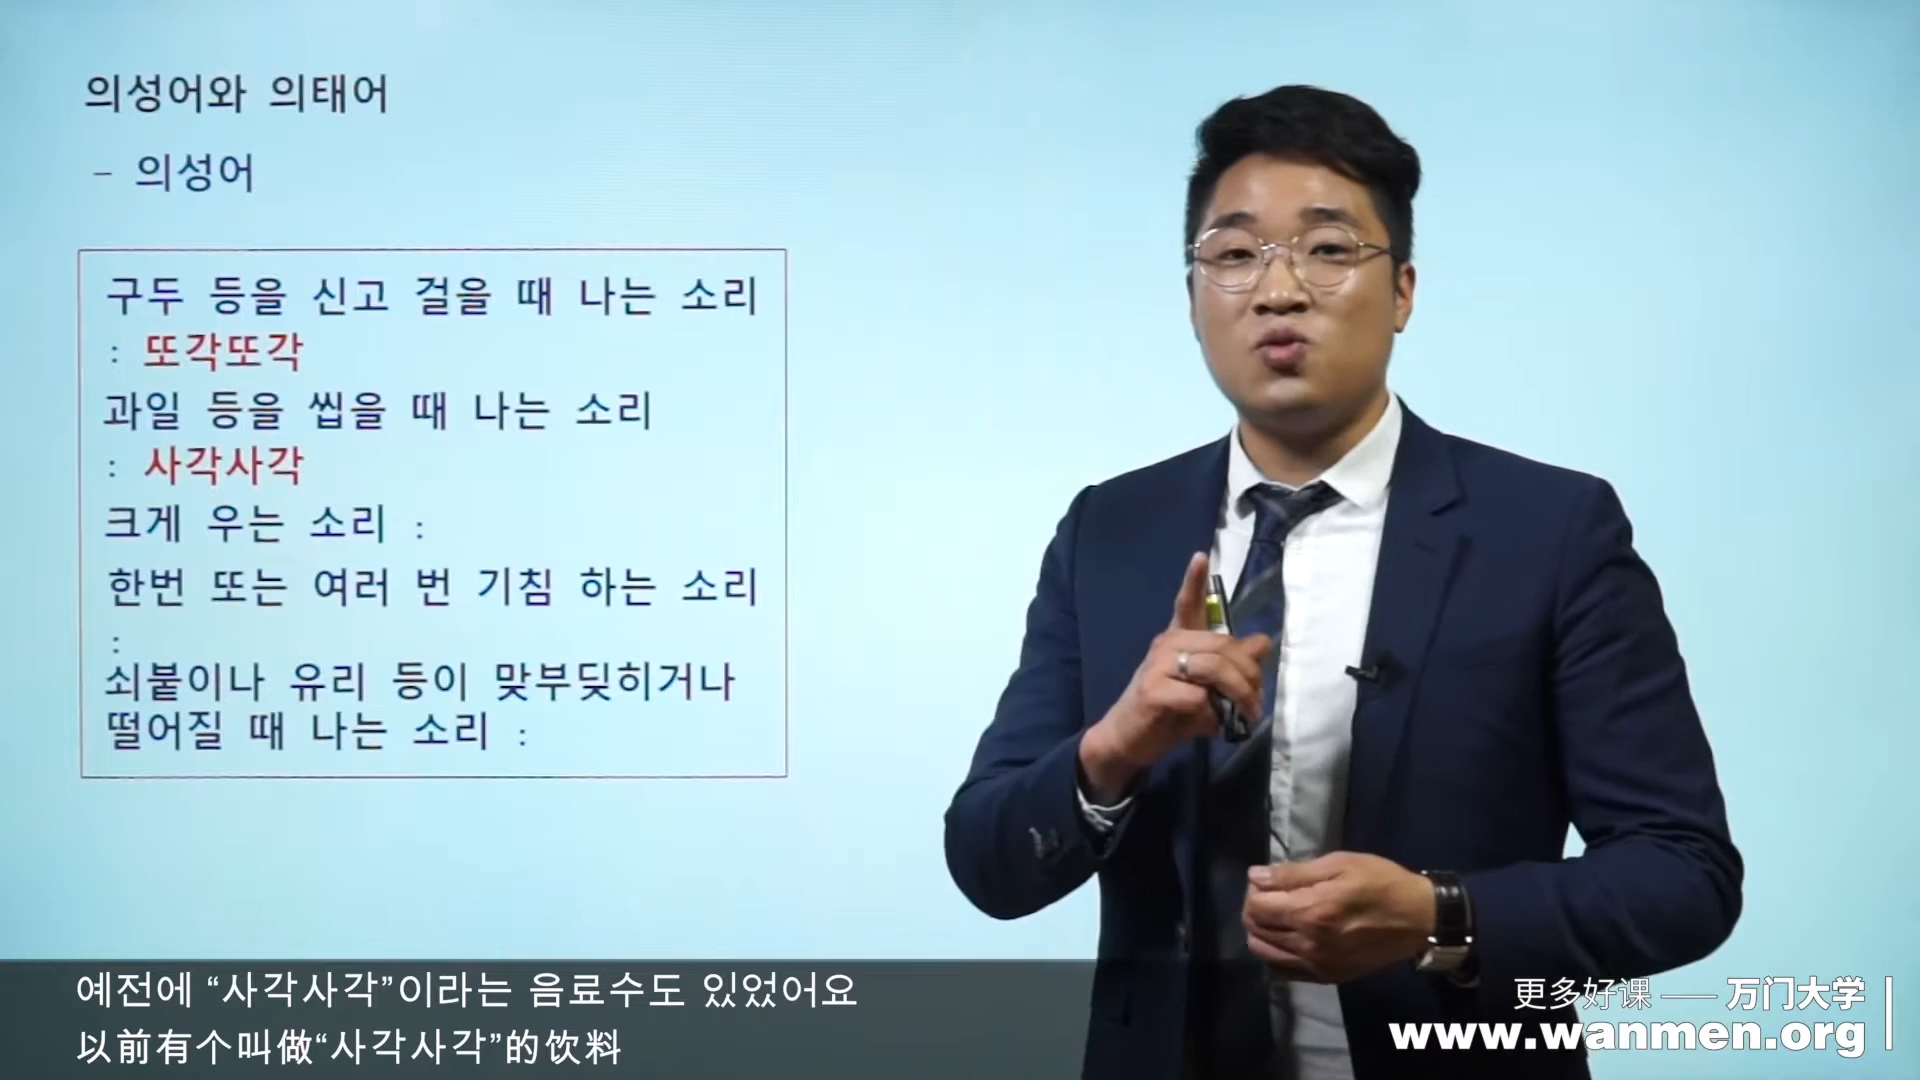 의성어와 의태어
– 의성어
구두 등을 신고 걸을 때 나는 소리
: 또각또각
과일 등을 씹을 때 나는 소리
: 사각사각
크게 우는 소리 :
한번 또는 여러 번 기침 하는 소리
:
쇠붙이나 유리 등이 맞부딪히거나
떨어질 때 나는 소리 :
예전에 “사각사각”이라는 음료수도 있었어요
以前有个叫做“사각사각”的饮料
更多好课 —— 万门大学
www.wanmen.org